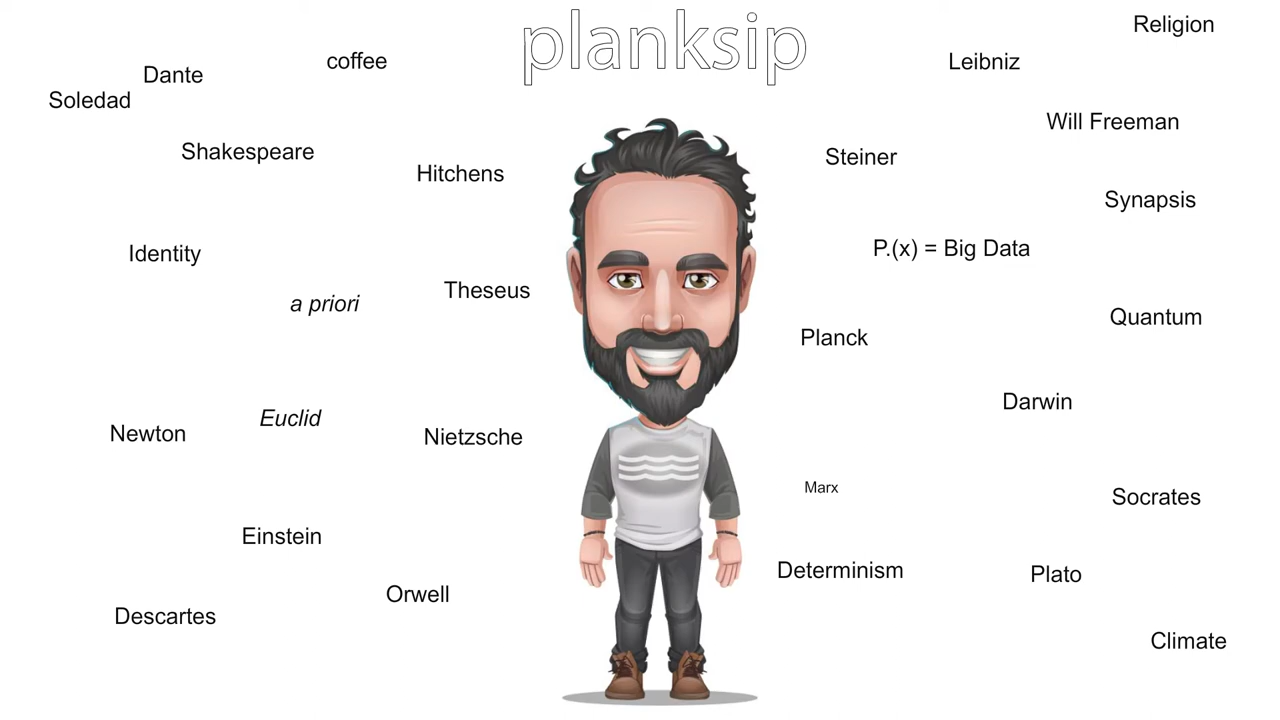 planksip
Religion
coffee
Leibniz
Dante
Soledad
Will Freeman
Shakespeare
Steiner
Hitchens
Synapsis
Identity
P.(x) = Big Data
Theseus
a priori
Quantum
Planck
Darwin
Euclid
Newton
Nietzsche
Marx
Socrates
Einstein
Determinism
Plato
Orwell
Descartes
Climate